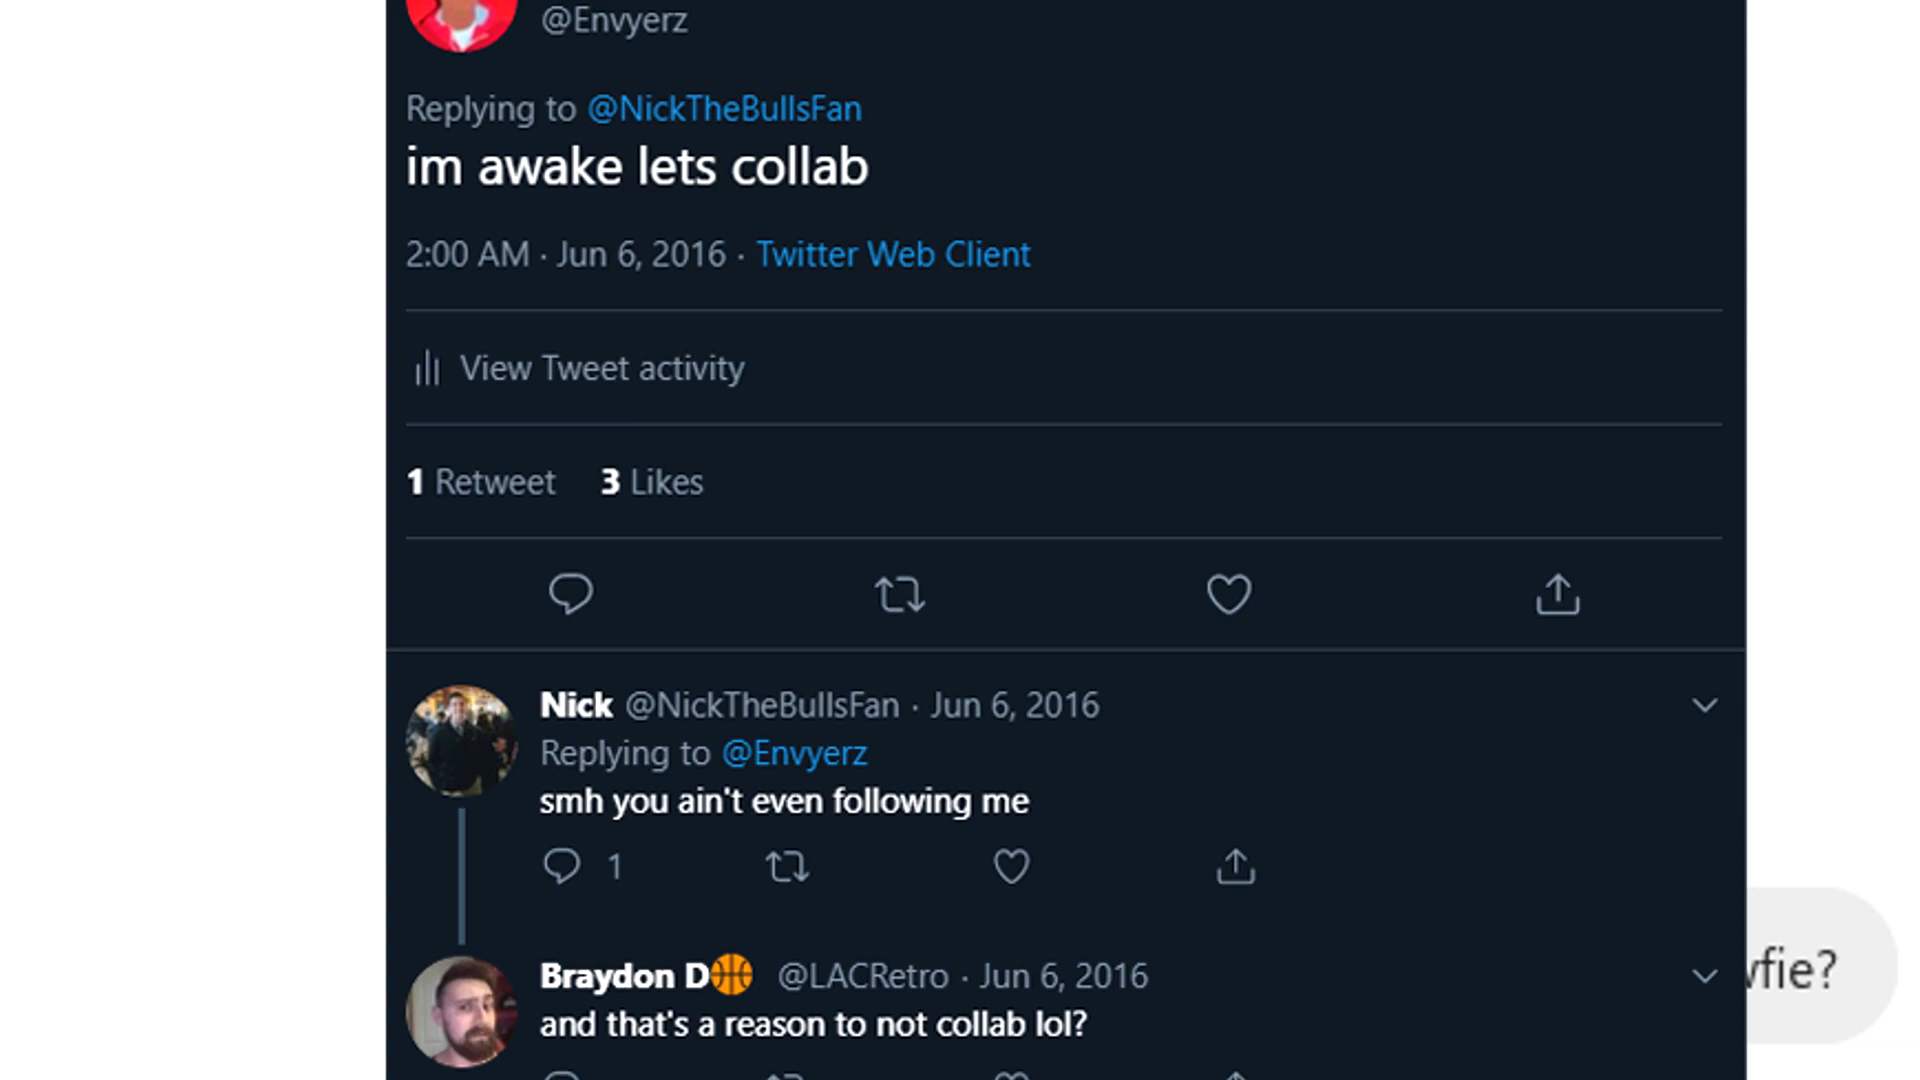 @Envyerz
Replying to @NickTheBullsFan
im awake lets collab
2:00 AM · Jun 6, 2016 · Twitter Web Client
View Tweet activity
1 Retweet 3 Likes
Nick @NickTheBullsFan · Jun 6, 2016
Replying to @Envyerz
smh you ain't even following me
1
Braydon D🏀 @LACRetro · Jun 6, 2016
and that's a reason to not collab lol?